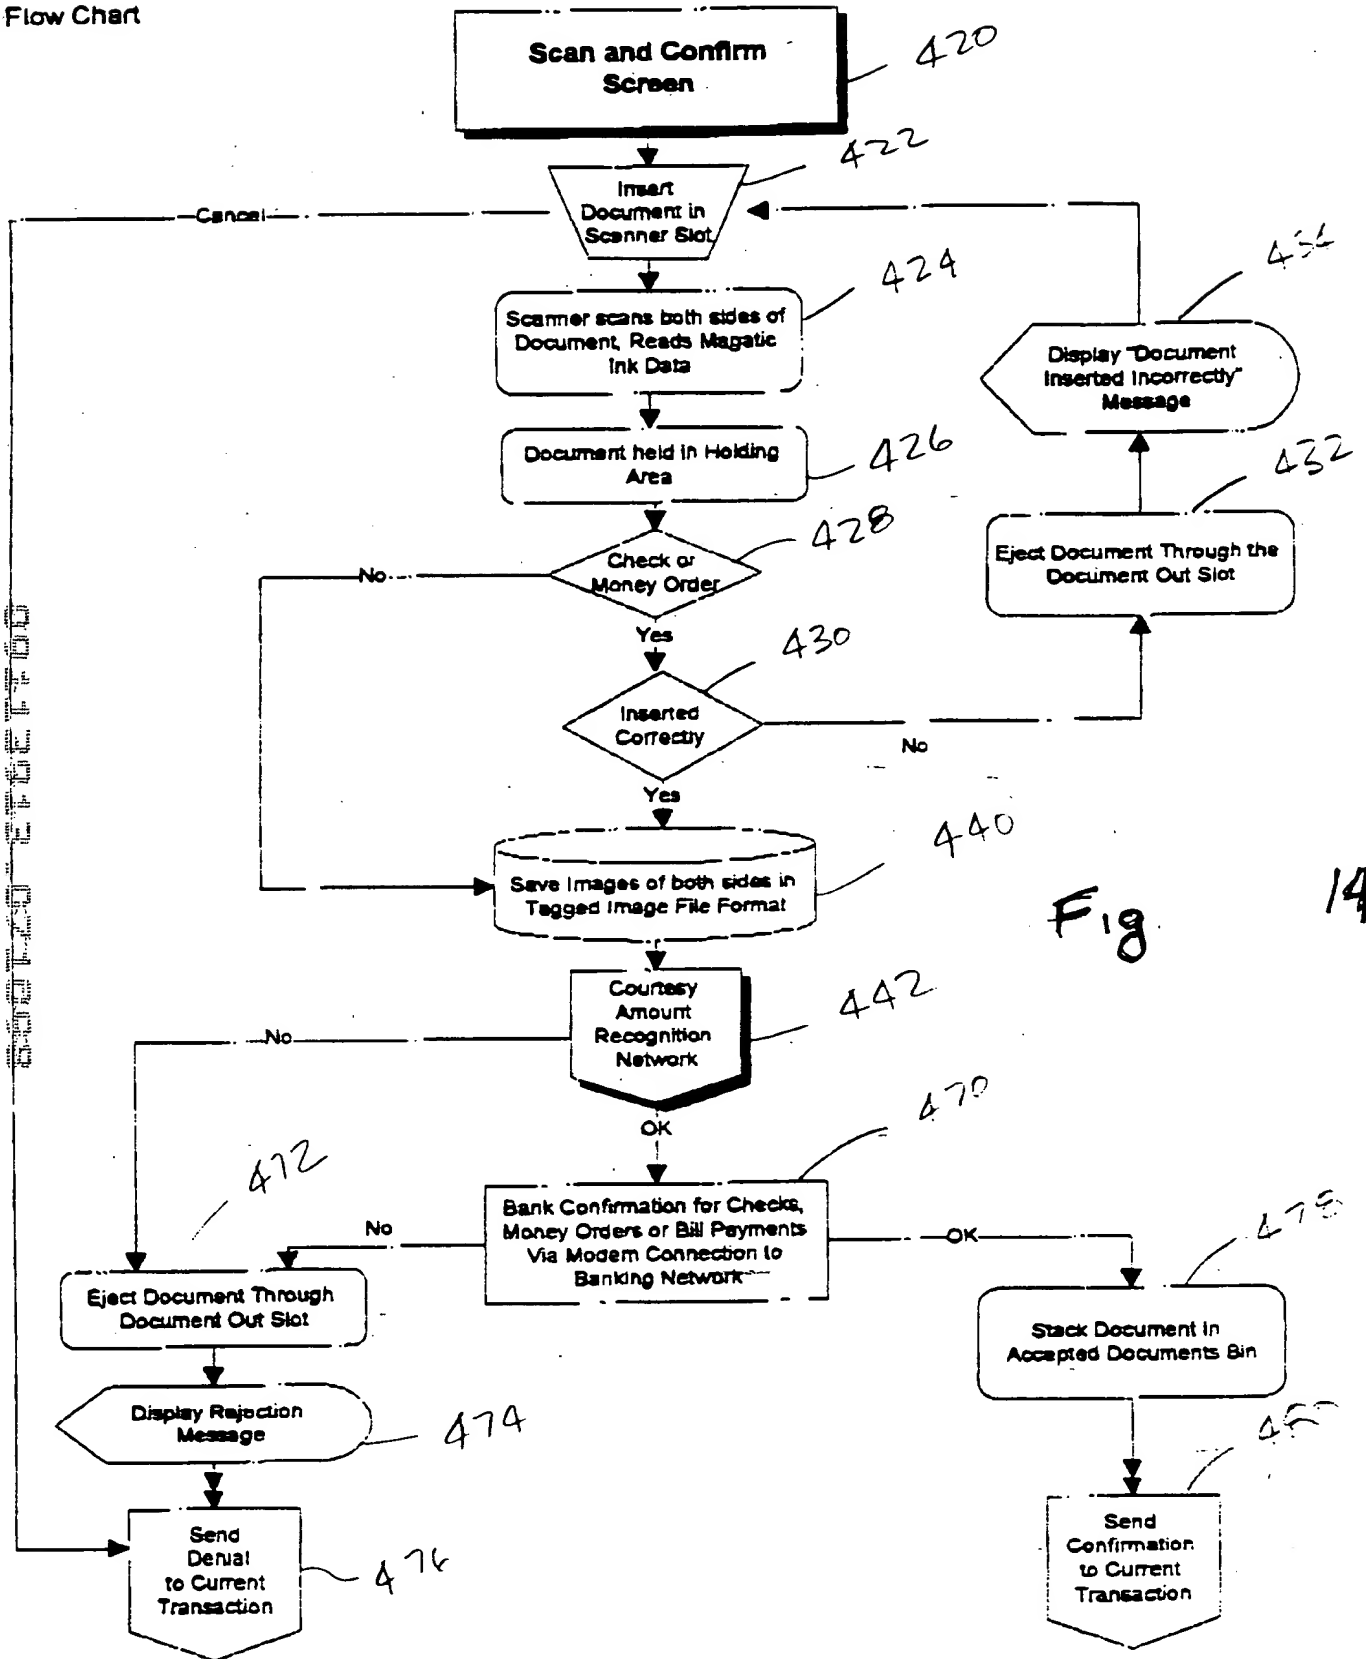 Flow Chart
Scan and Confirm
Screen
420
Insert
Document in
Scanner Slot
422
Cancel
Scanner scans both sides of
Document, Reads Magatic
Ink Data
424
Display "Document
Inserted Incorrectly"
Message
Document held in Holding
Area
426
Eject Document Through the
Document Out Slot
432
Check or
Money Order
428
No
Yes
Inserted
Correctly
430
No
Yes
Save Images of both sides in
Tagged Image File Format
440
Fig. 14
Courtesy
Amount
Recognition
Network
442
No
OK
Bank Confirmation for Checks,
Money Orders or Bill Payments
Via Modem Connection to
Banking Network
470
No
OK
Eject Document Through
Document Out Slot
472
Stack Document in
Accepted Documents Bin
478
Display Rejection
Message
474
Send
Denial
to Current
Transaction
476
Send
Confirmation
to Current
Transaction